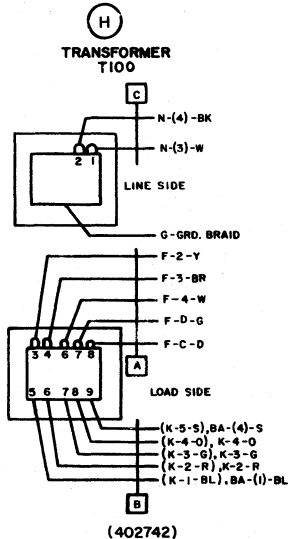 H
TRANSFORMER
T100
C
N-(4)-BK
N-(3)-W
2 1
LINE SIDE
G-GRD. BRAID
F-2-Y
F-3-BR
F-4-W
F-D-G
F-C-D
3 4 6 7 8
A
5 6 7 8 9
LOAD SIDE
(K-5-S),BA-(4)-S
(K-4-O), K-4-O
(K-3-G), K-3-G
(K-2-R),K-2-R
(K-1-BL),BA-(1)-BL
B
(402742)